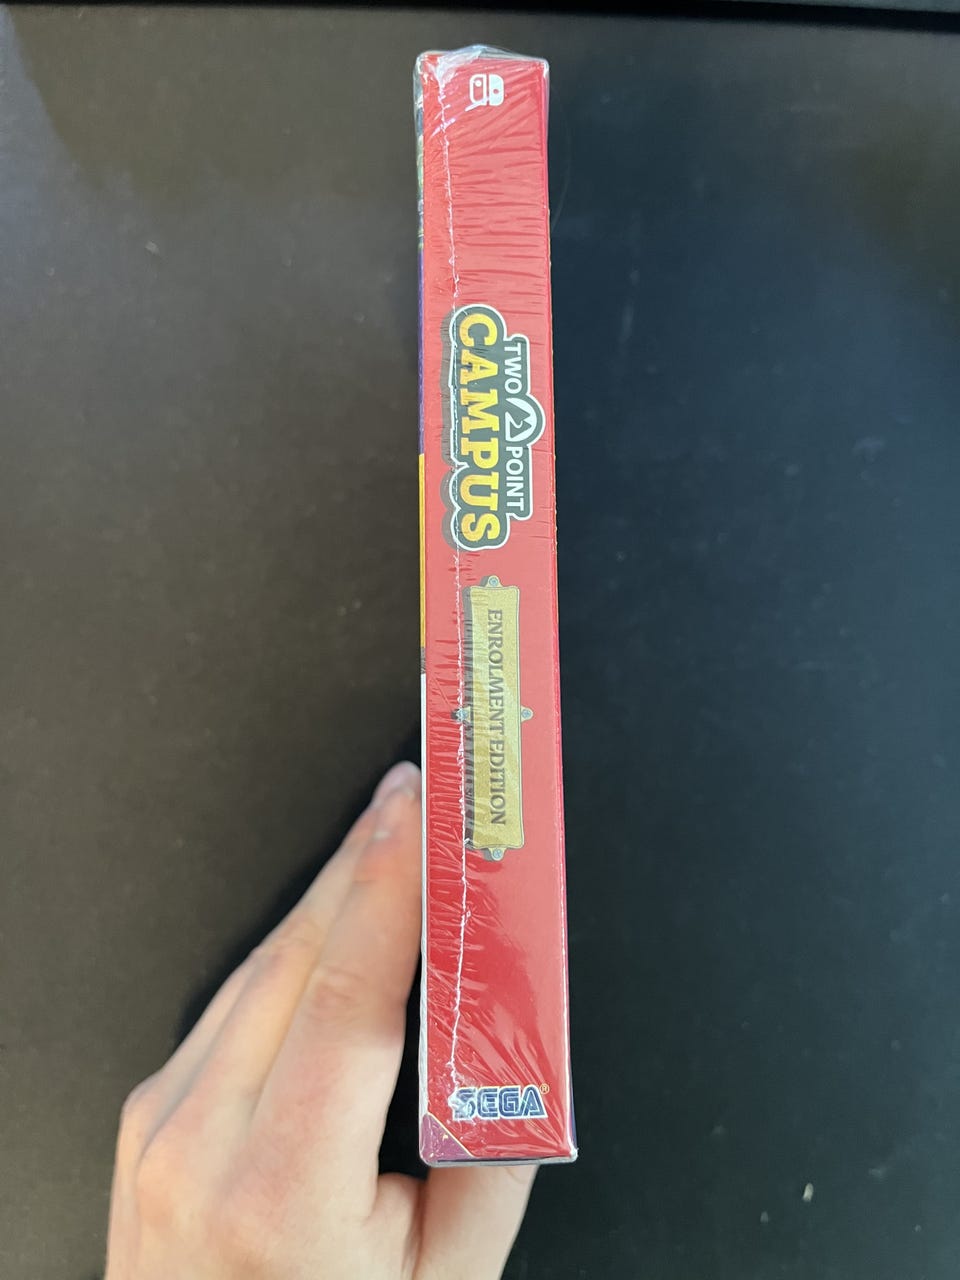 TWO POINT
CAMPUS
ENROLMENT EDITION
SEGA®